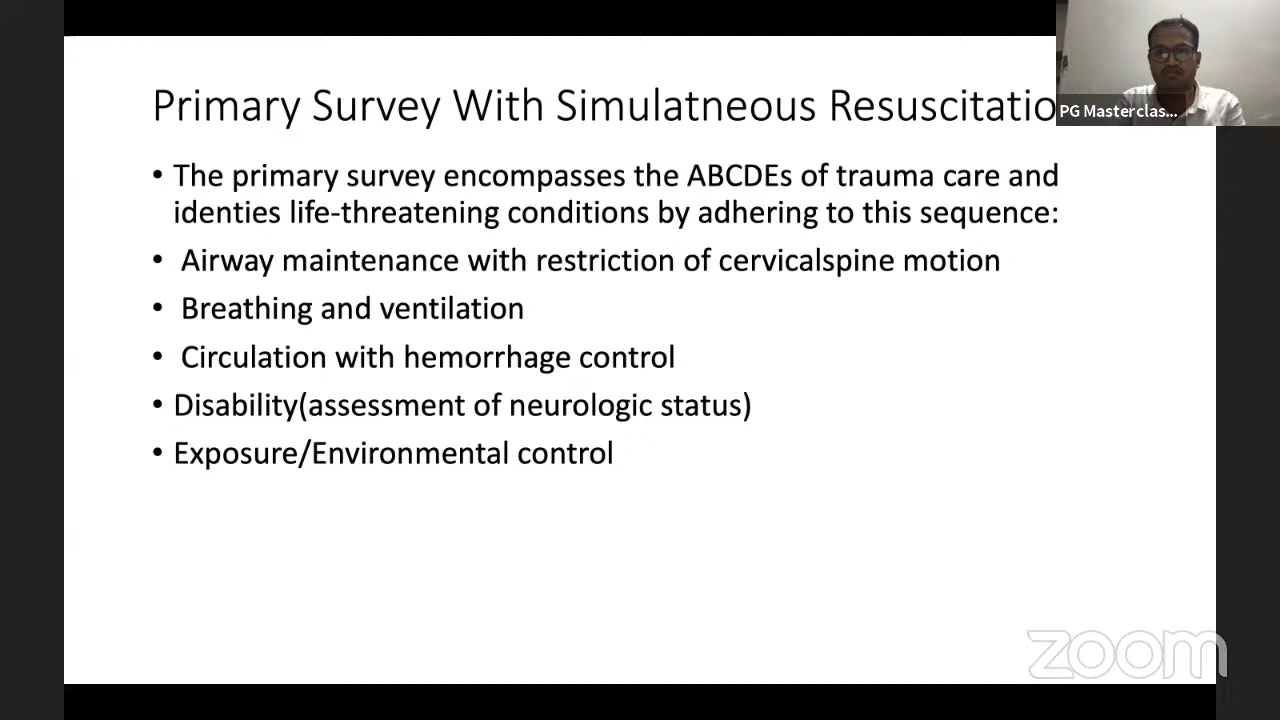 Primary Survey With Simulatneous Resuscitatio
PG Masterclas...
• The primary survey encompasses the ABCDEs of trauma care and
identies life-threatening conditions by adhering to this sequence:
• Airway maintenance with restriction of cervicalspine motion
• Breathing and ventilation
• Circulation with hemorrhage control
• Disability(assessment of neurologic status)
• Exposure/Environmental control
zoom